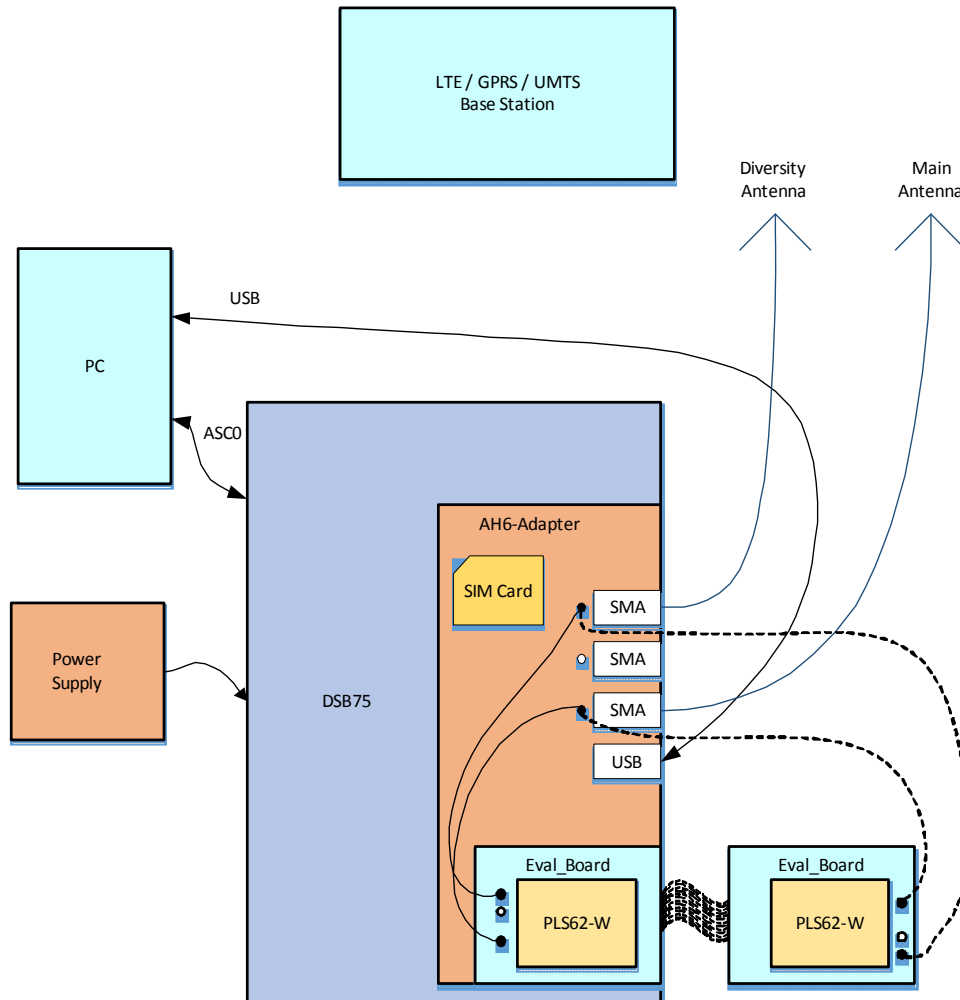 LTE / GPRS / UMTS
Base Station
Diversity
Antenna
Main
Antenna
USB
PC
ASC0
AH6-Adapter
SIM Card
SMA
SMA
SMA
USB
Power
Supply
DSB75
Eval_Board
PLS62-W
Eval_Board
PLS62-W